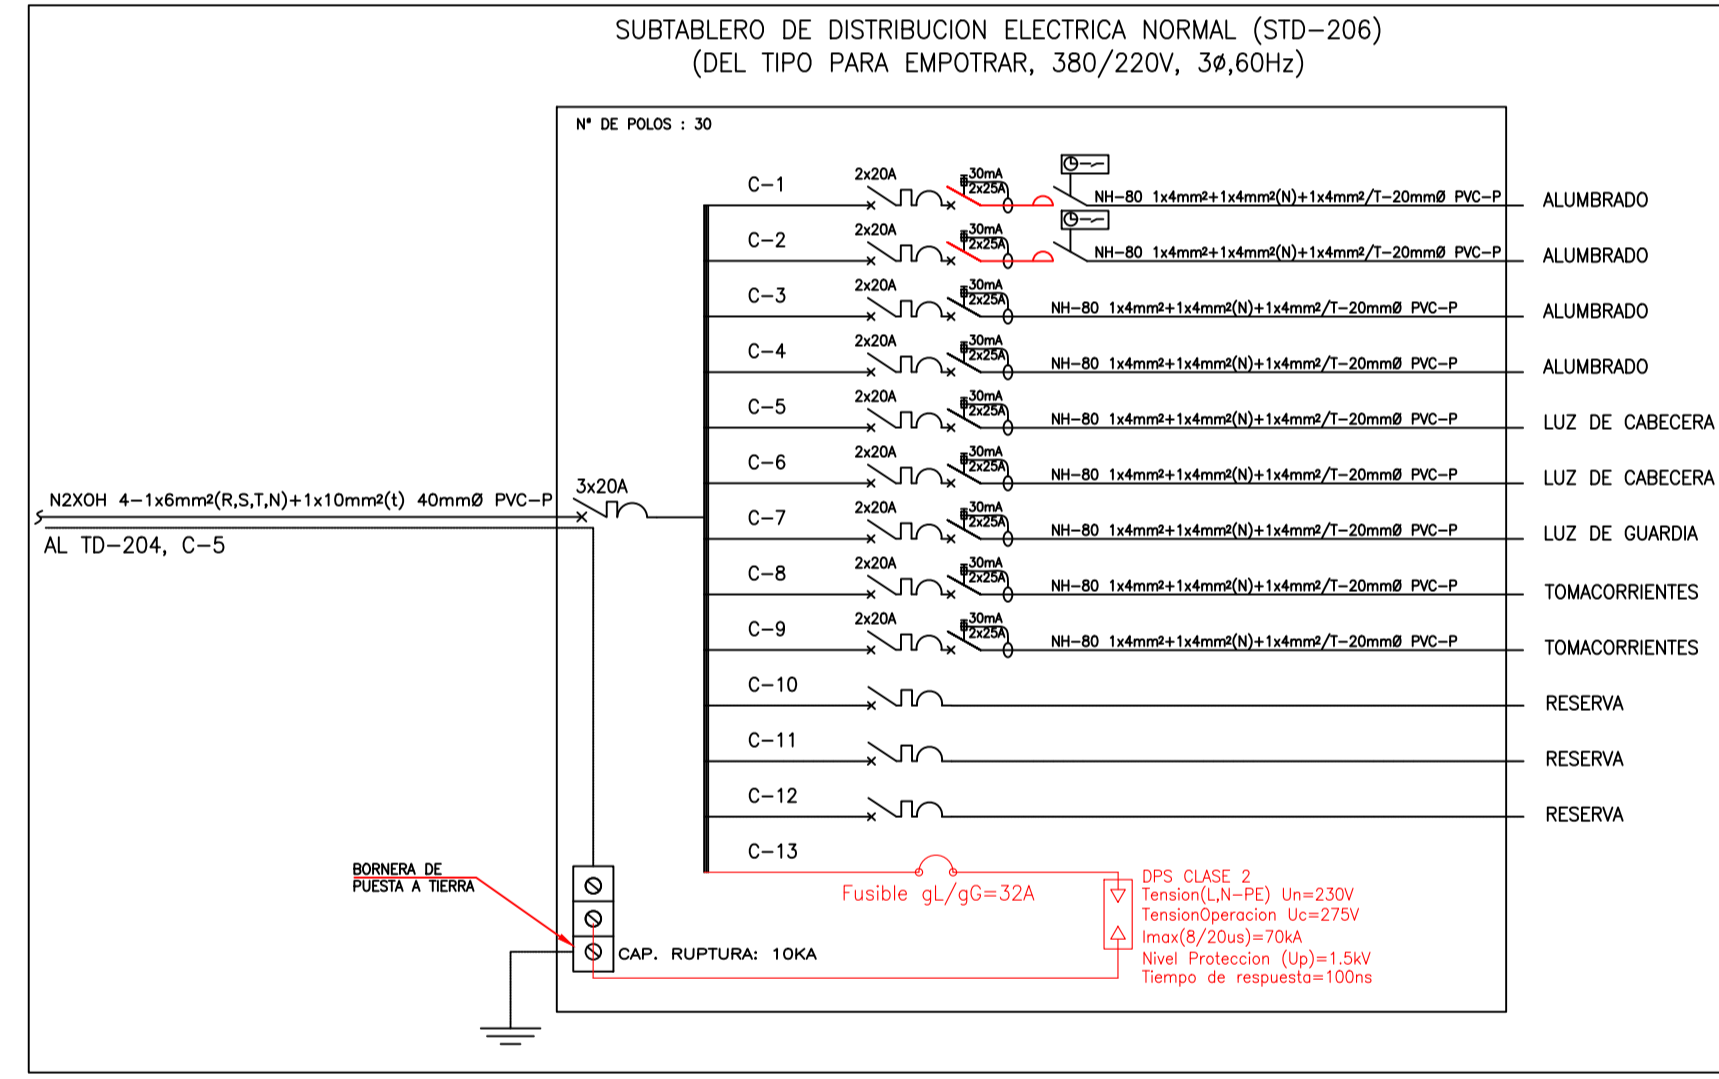 SUBTABLERO DE DISTRIBUCION ELECTRICA NORMAL (STD-206)
(DEL TIPO PARA EMPOTRAR, 380/220V, 3ø,60Hz)
Nº DE POLOS : 30
C-1 2x20A 30mA 2x25A NH-80 1x4mm²+1x4mm²(N)+1x4mm²/T-20mmØ PVC-P ALUMBRADO
C-2 2x20A 30mA 2x25A NH-80 1x4mm²+1x4mm²(N)+1x4mm²/T-20mmØ PVC-P ALUMBRADO
C-3 2x20A 30mA 2x25A NH-80 1x4mm²+1x4mm²(N)+1x4mm²/T-20mmØ PVC-P ALUMBRADO
C-4 2x20A 30mA 2x25A NH-80 1x4mm²+1x4mm²(N)+1x4mm²/T-20mmØ PVC-P ALUMBRADO
C-5 2x20A 30mA 2x25A NH-80 1x4mm²+1x4mm²(N)+1x4mm²/T-20mmØ PVC-P LUZ DE CABECERA
C-6 2x20A 30mA 2x25A NH-80 1x4mm²+1x4mm²(N)+1x4mm²/T-20mmØ PVC-P LUZ DE CABECERA
N2XOH 4-1x6mm²(R,S,T,N)+1x10mm²(t) 40mmØ PVC-P 3x20A
AL TD-204, C-5
C-7 2x20A 30mA 2x25A NH-80 1x4mm²+1x4mm²(N)+1x4mm²/T-20mmØ PVC-P LUZ DE GUARDIA
C-8 2x20A 30mA 2x25A NH-80 1x4mm²+1x4mm²(N)+1x4mm²/T-20mmØ PVC-P TOMACORRIENTES
C-9 2x20A 30mA 2x25A NH-80 1x4mm²+1x4mm²(N)+1x4mm²/T-20mmØ PVC-P TOMACORRIENTES
C-10 RESERVA
C-11 RESERVA
C-12 RESERVA
C-13
BORNERA DE
PUESTA A TIERRA
Fusible gL/gG=32A
DPS CLASE 2
Tension(L,N-PE) Un=230V
TensionOperacion Uc=275V
Imax(8/20us)=70kA
Nivel Proteccion (Up)=1.5kV
Tiempo de respuesta=100ns
CAP. RUPTURA: 10KA